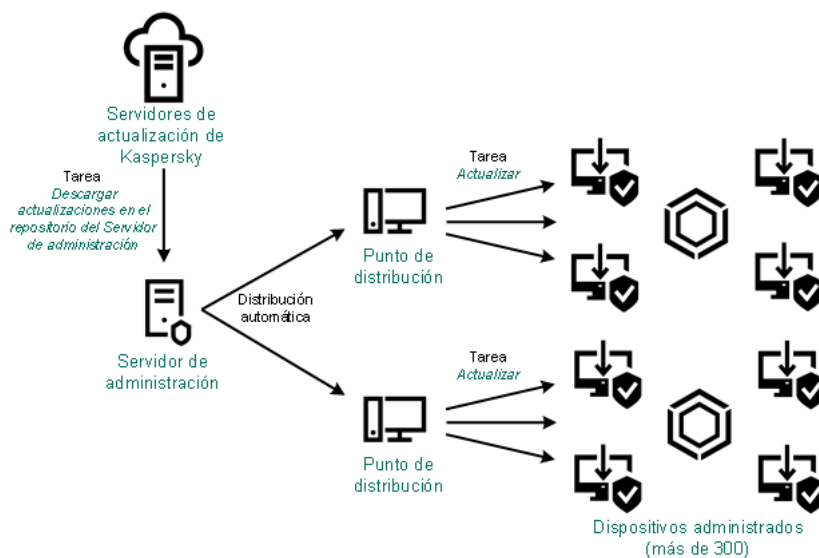 Servidores de
actualización de
Kaspersky
Tarea
Descargar
actualizaciones en el
repositorio del Servidor
de administración
Servidor de
administración
Distribución
automática
Punto de
distribución
Tarea
Actualizar
Punto de
distribución
Tarea
Actualizar
Dispositivos administrados
(más de 300)